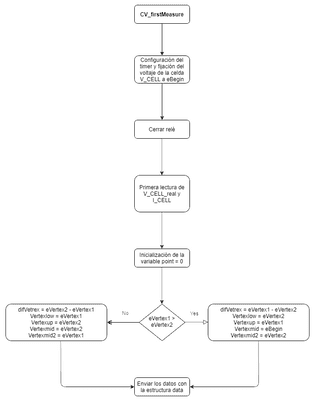 CV_firstMeasure
Configuración del
timer y fijación del
voltaje de la celda
V_CELL a eBegin
Cerrar relé
Primera lectura de
V_CELL_real y
I_CELL
Inicialización de la
variable point = 0
eVertex1 >
eVertex2
No
Yes
difVetrex = eVertex2 - eVertex1
Vertexlow = eVertex1
Vertexup = eVertex2
Vertexmid = eVertex2
Vertexmid2 = eVertex1
difVetrex = eVertex1 - eVertex2
Vertexlow = eVertex2
Vertexup = eVertex1
Vertexmid = eBegin
Vertexmid2 = eVertex2
Enviar los datos con
la estructura data